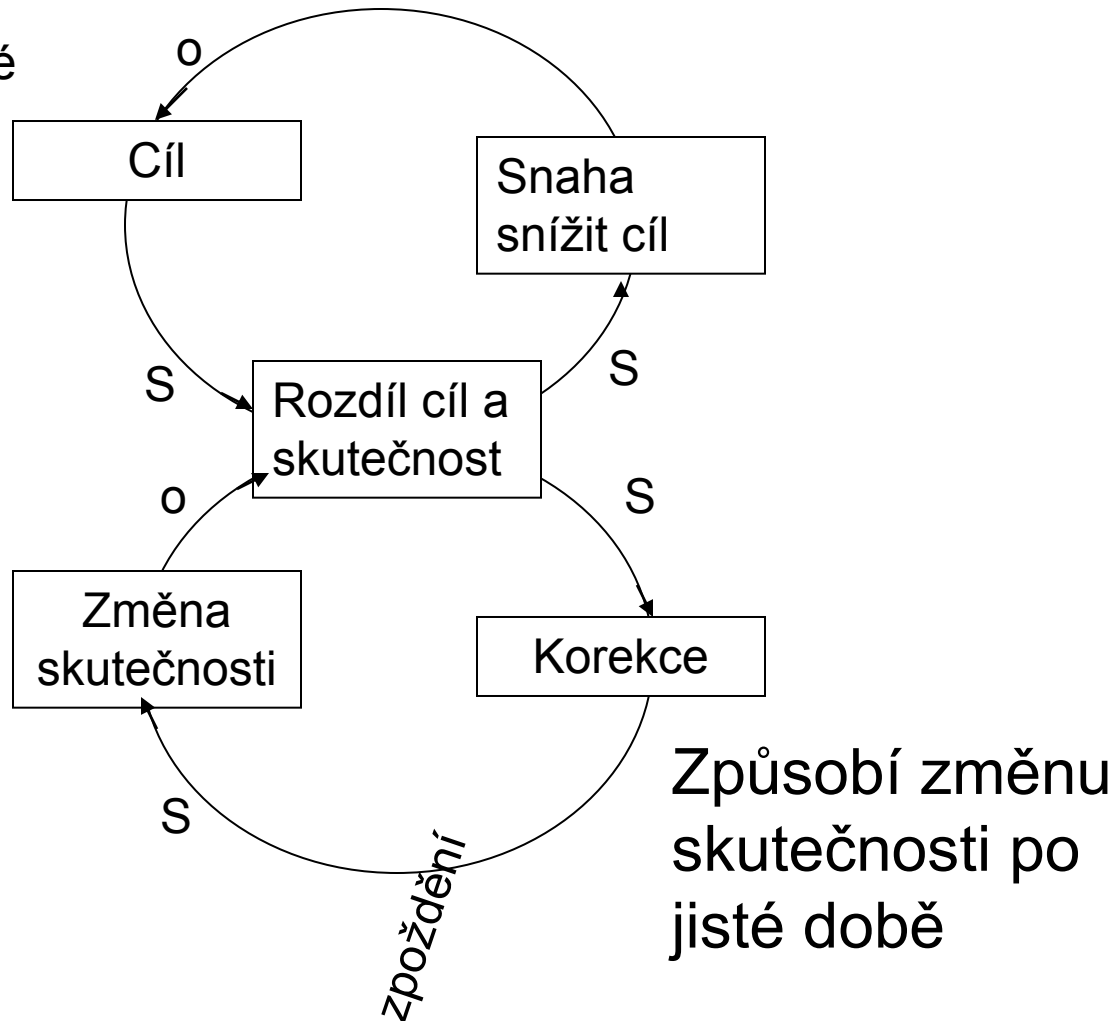 o
é
Cíl
Snaha
snížit cíl
S
S
Rozdíl cíl a
skutečnost
o
S
Změna
skutečnosti
Korekce
S
zpoždění
Způsobí změnu
skutečnosti po
jisté době